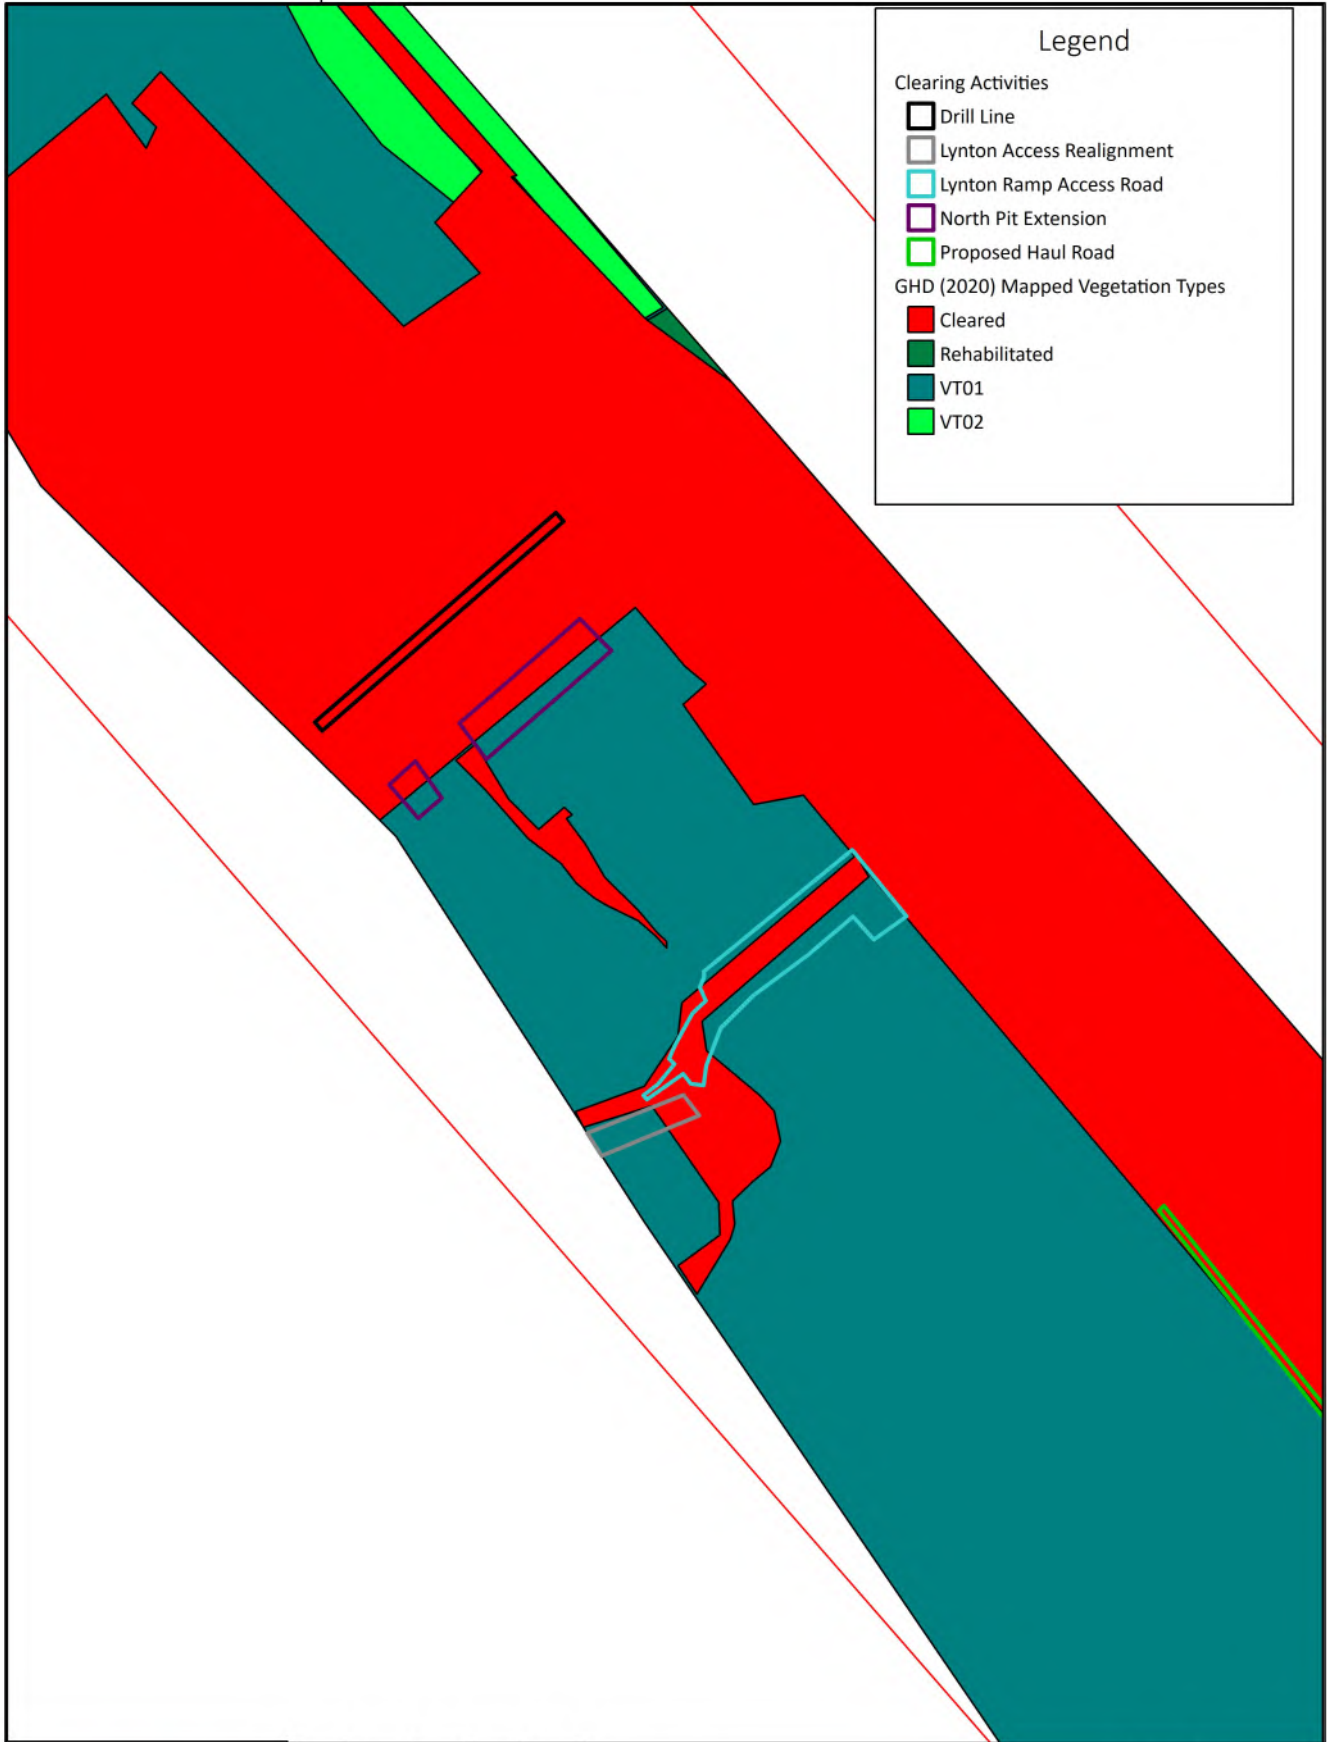 Legend
Clearing Activities
Drill Line
Lynton Access Realignment
Lynton Ramp Access Road
North Pit Extension
Proposed Haul Road
GHD (2020) Mapped Vegetation Types
Cleared
Rehabilitated
VT01
VT02